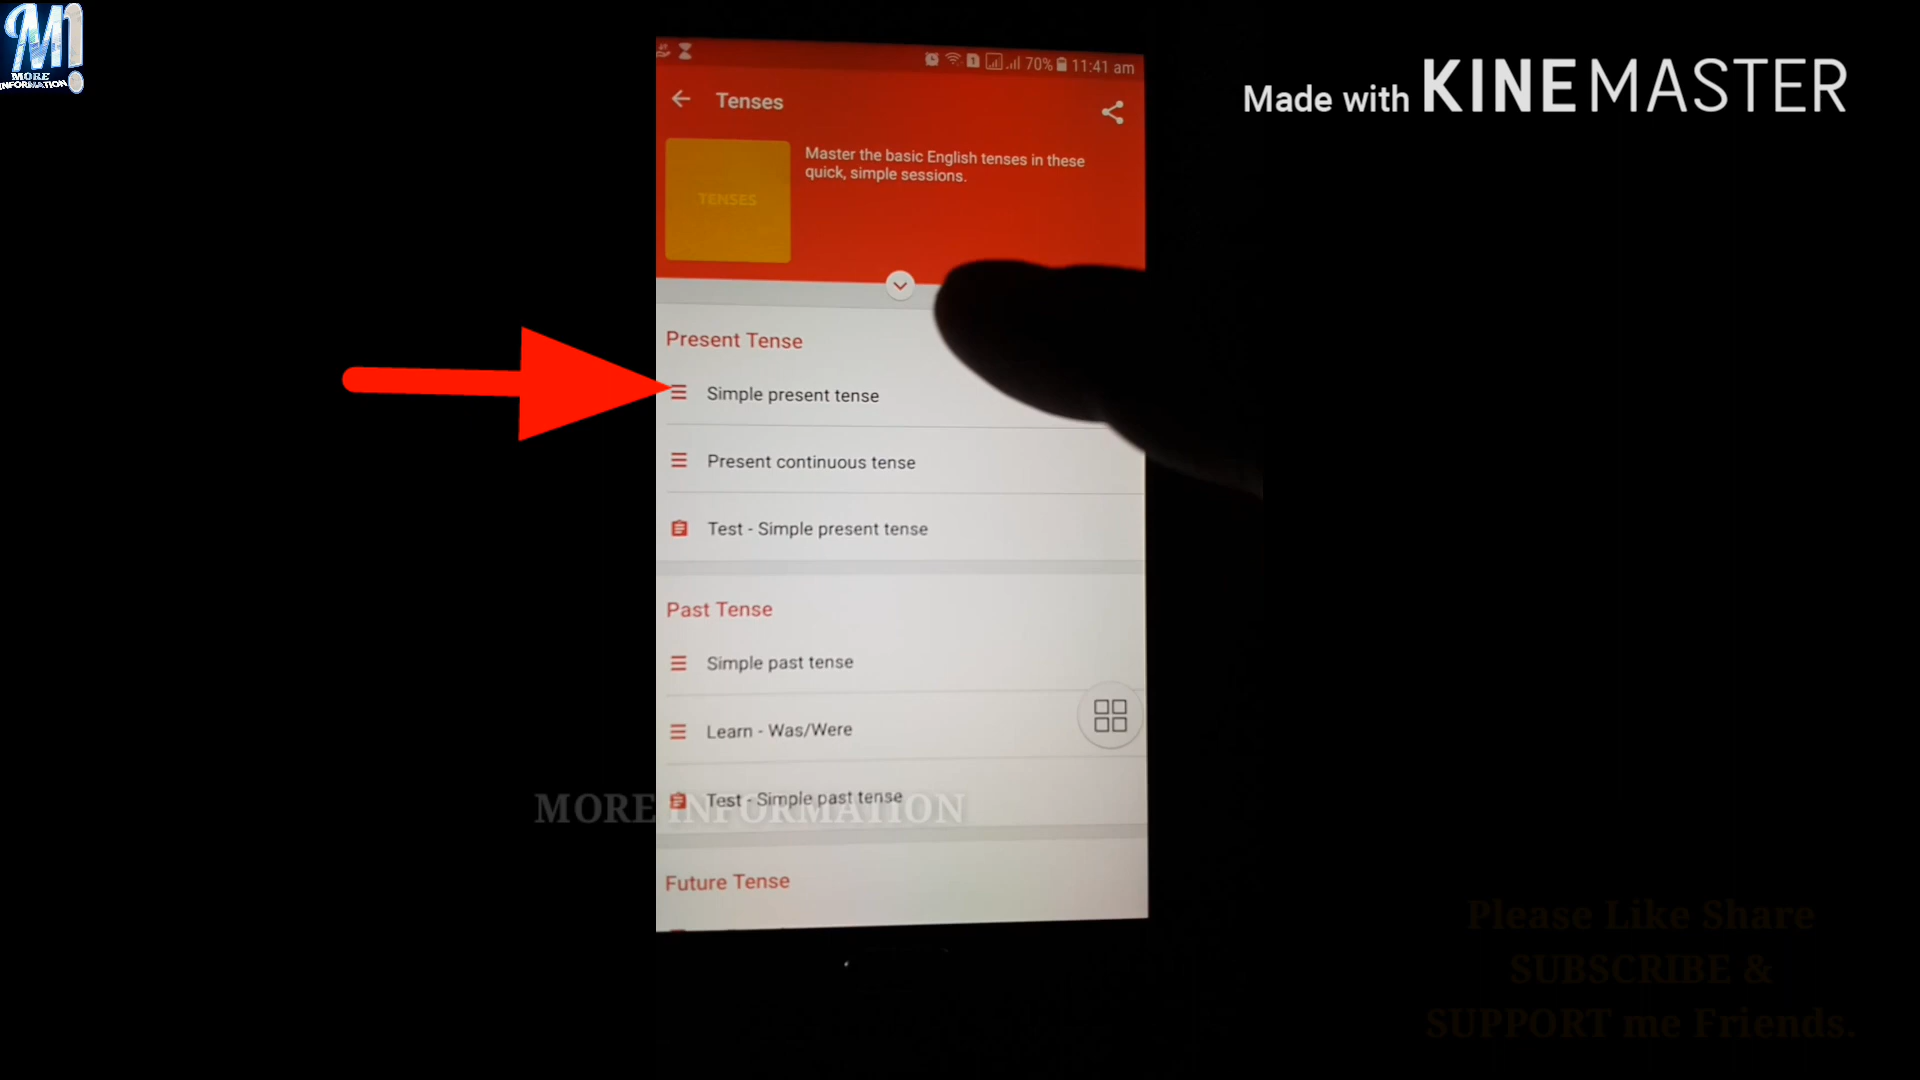 M!
MORE
INFORMATION
70% 11:41 am
Made with KINEMASTER
Tenses
Master the basic English tenses in these
quick, simple sessions.
TENSES
Present Tense
Simple present tense
Present continuous tense
Test - Simple present tense
Past Tense
Simple past tense
Learn - Was/Were
Test - Simple past tense
MORE INFORMATION
Future Tense
Please Like Share
SUBSCRIBE &
SUPPORT me Friends.